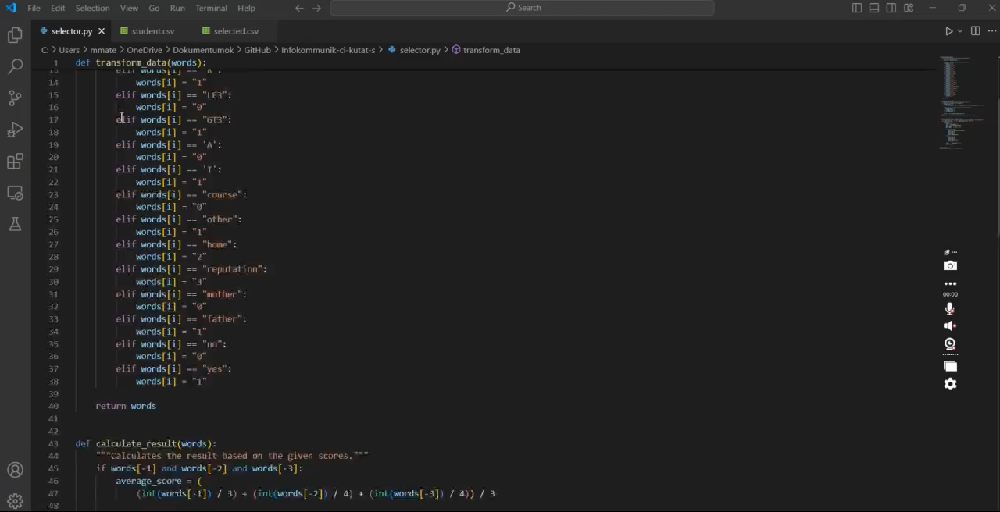 File Edit Selection View Go Run Terminal Help Search
selector.py student.csv selected.csv
C: > Users > mmate > OneDrive > Dokumentumok > GitHub > Infokommunik-ci-kutat-s > selector.py > transform_data
1 def transform_data(words):
13 elif words[i] == "R":
14 words[i] = "1"
15 elif words[i] == "LE3":
16 words[i] = "0"
17 elif words[i] == "GT3":
18 words[i] = "1"
19 elif words[i] == 'A':
20 words[i] = "0"
21 elif words[i] == 'T':
22 words[i] = "1"
23 elif words[i] == "course":
24 words[i] = "0"
25 elif words[i] == "other":
26 words[i] = "1"
27 elif words[i] == "home":
28 words[i] = "2"
29 elif words[i] == "reputation":
30 words[i] = "3"
31 elif words[i] == "mother":
32 words[i] = "0"
33 elif words[i] == "father":
34 words[i] = "1"
35 elif words[i] == "no":
36 words[i] = "0"
37 elif words[i] == "yes":
38 words[i] = "1"
39
40 return words
41
42
43 def calculate_result(words):
44 """Calculates the result based on the given scores."""
45 if words[-1] and words[-2] and words[-3]:
46 average_score = (
47 (int(words[-1]) / 3) + (int(words[-2]) / 4) + (int(words[-3]) / 4)) / 3
48
00:00